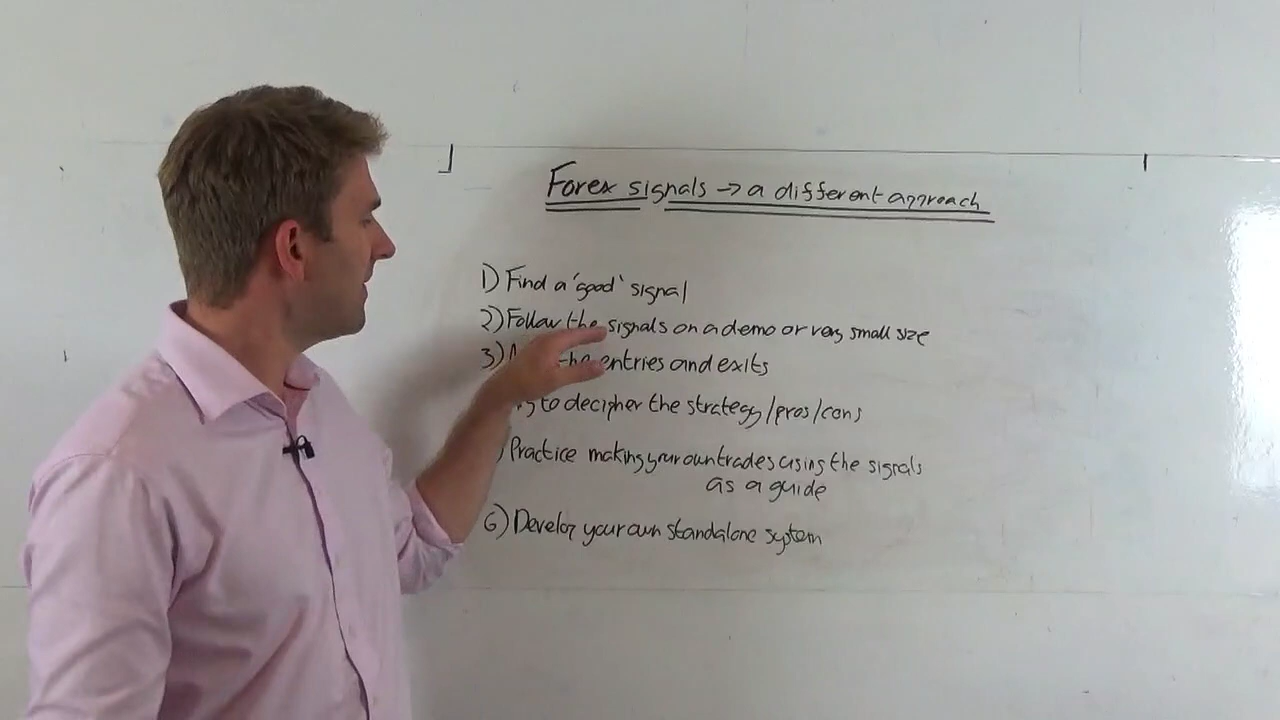 Forex signals → a different approach
1) Find a 'good' signal
2) Follow the signals on a demo or very small size
3) the entries and exits
to decipher the strategy/pros/cons
) Practice making your own trades using the signals
as a guide
6) Develop your own standalone system